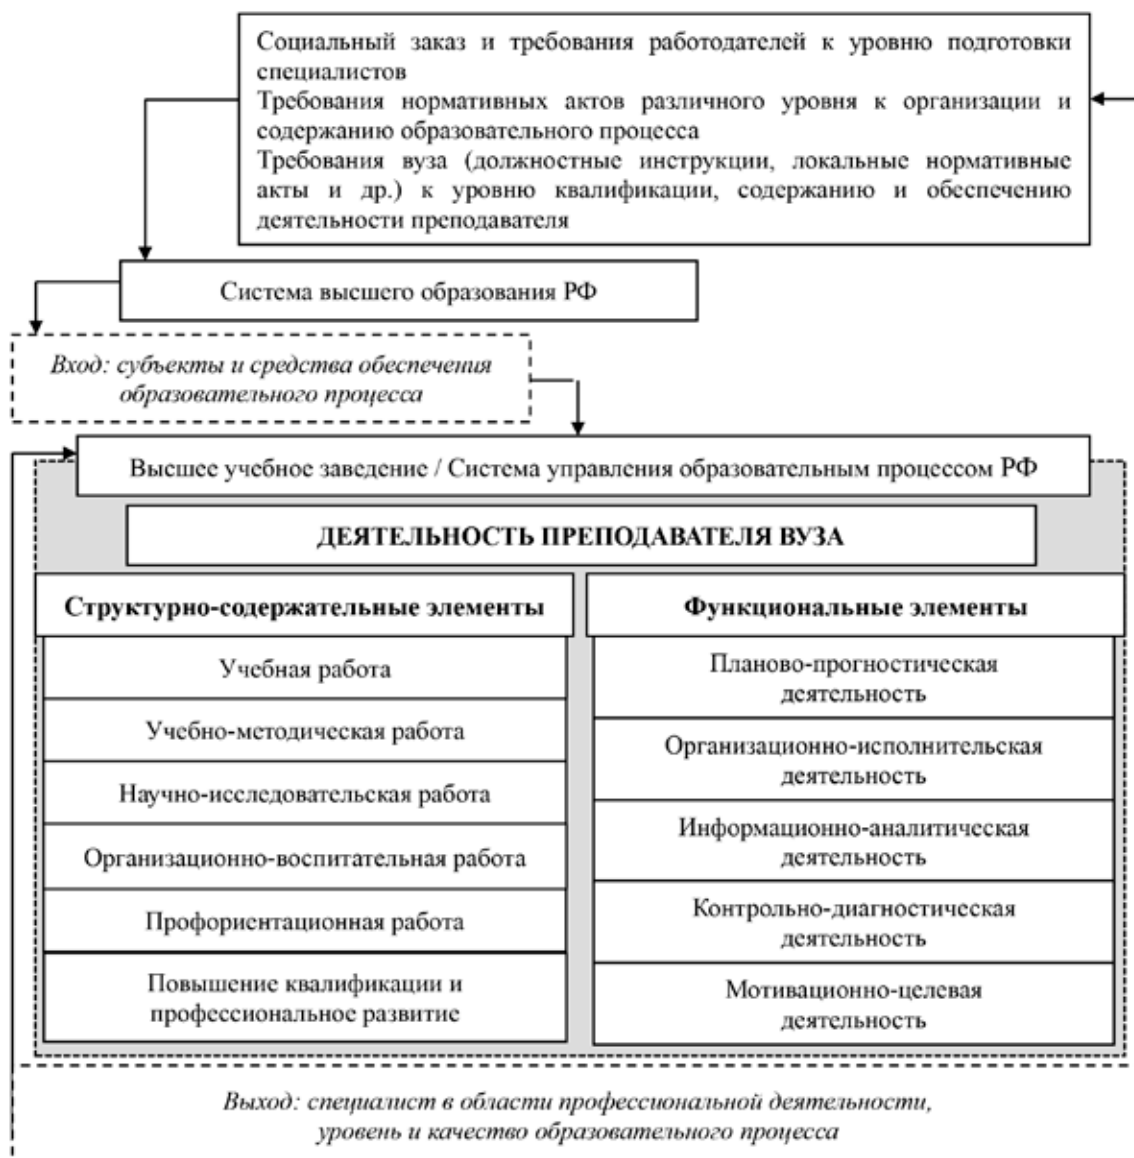 Социальный заказ и требования работодателей к уровню подготовки
специалистов
Требования нормативных актов различного уровня к организации и
содержанию образовательного процесса
Требования вуза (должностные инструкции, локальные нормативные
акты и др.) к уровню квалификации, содержанию и обеспечению
деятельности преподавателя
Система высшего образования РФ
Вход: субъекты и средства обеспечения
образовательного процесса
Высшее учебное заведение / Система управления образовательным процессом РФ
ДЕЯТЕЛЬНОСТЬ ПРЕПОДАВАТЕЛЯ ВУЗА
Структурно-содержательные элементы
Учебная работа
Учебно-методическая работа
Научно-исследовательская работа
Организационно-воспитательная работа
Профориентационная работа
Повышение квалификации и
профессиональное развитие
Функциональные элементы
Планово-прогностическая
деятельность
Организационно-исполнительская
деятельность
Информационно-аналитическая
деятельность
Контрольно-диагностическая
деятельность
Мотивационно-целевая
деятельность
Выход: специалист в области профессиональной деятельности,
уровень и качество образовательного процесса